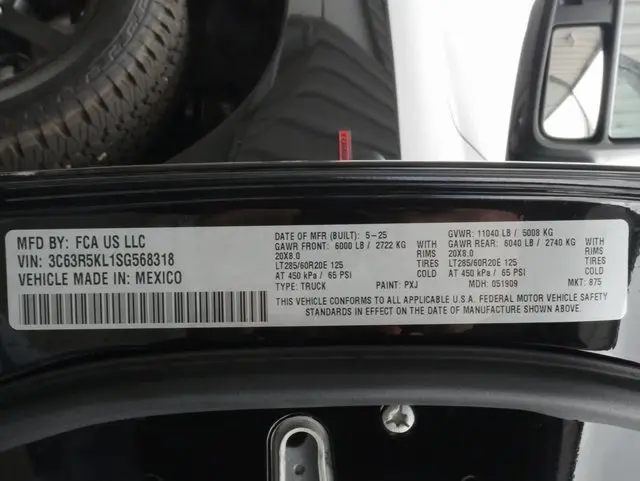 MFD BY: FCA US LLC
VIN: 3C63R5KL1SG568318
VEHICLE MADE IN: MEXICO
DATE OF MFR (BUILT): 5-25
GAWR FRONT: 6000 LB / 2722 KG
20X8.0 RIMS
LT285/60R20E 125 TIRES
AT 450 kPa / 65 PSI
TYPE: TRUCK PAINT: PXJ
GVWR: 11040 LB / 5008 KG
GAWR REAR: 6040 LB / 2740 KG
20X8.0 RIMS
LT285/60R20E 125 TIRES
AT 450 kPa / 65 PSI
MDH: 051909 MKT: 875
THIS VEHICLE CONFORMS TO ALL APPLICABLE U.S.A. FEDERAL MOTOR VEHICLE SAFETY
STANDARDS IN EFFECT ON THE DATE OF MANUFACTURE SHOWN ABOVE.